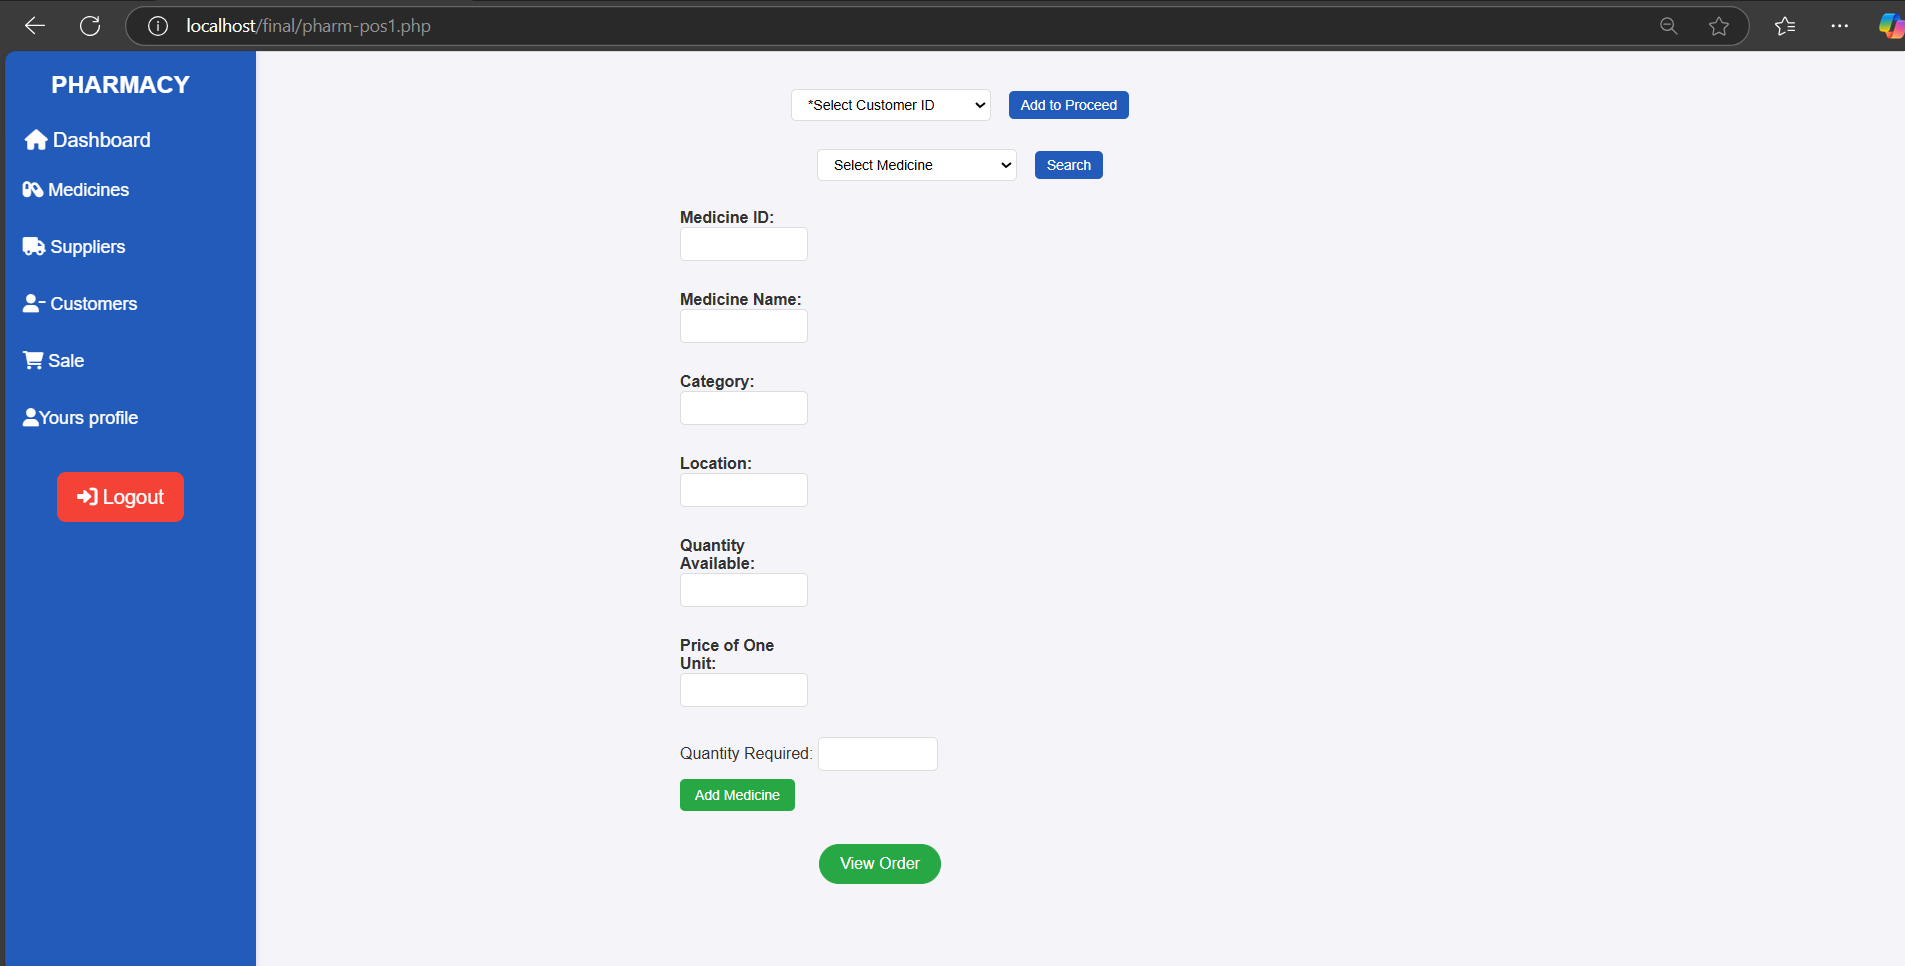 localhost/final/pharm-pos1.php
PHARMACY
Dashboard
Medicines
Suppliers
Customers
Sale
Yours profile
Logout
*Select Customer ID
Add to Proceed
Select Medicine
Search
Medicine ID:
Medicine Name:
Category:
Location:
Quantity
Available:
Price of One
Unit:
Quantity Required:
Add Medicine
View Order